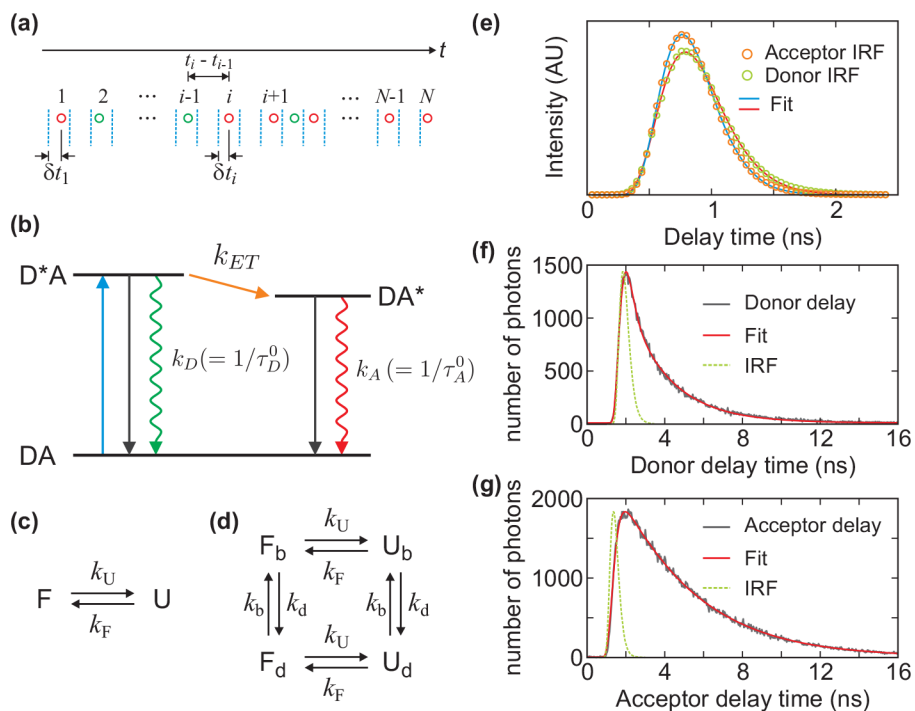 (a)
t
t_i - t_{i-1}
1 2 ... i-1 i i+1 ... N-1 N
δt_1 δt_i
(b)
D*A
k_{ET}
DA*
k_D(=1/τ_D^0)
k_A(=1/τ_A^0)
DA
(c)
F k_U k_F U
(d)
F_b k_U k_F U_b
k_b k_d k_b k_d
F_d k_U k_F U_d
(e)
Intensity (AU)
Acceptor IRF
Donor IRF
Fit
0 1 2
Delay time (ns)
(f)
number of photons
1500
1000
500
0
Donor delay
Fit
IRF
0 4 8 12 16
Donor delay time (ns)
(g)
number of photons
2000
1000
0
Acceptor delay
Fit
IRF
0 4 8 12 16
Acceptor delay time (ns)